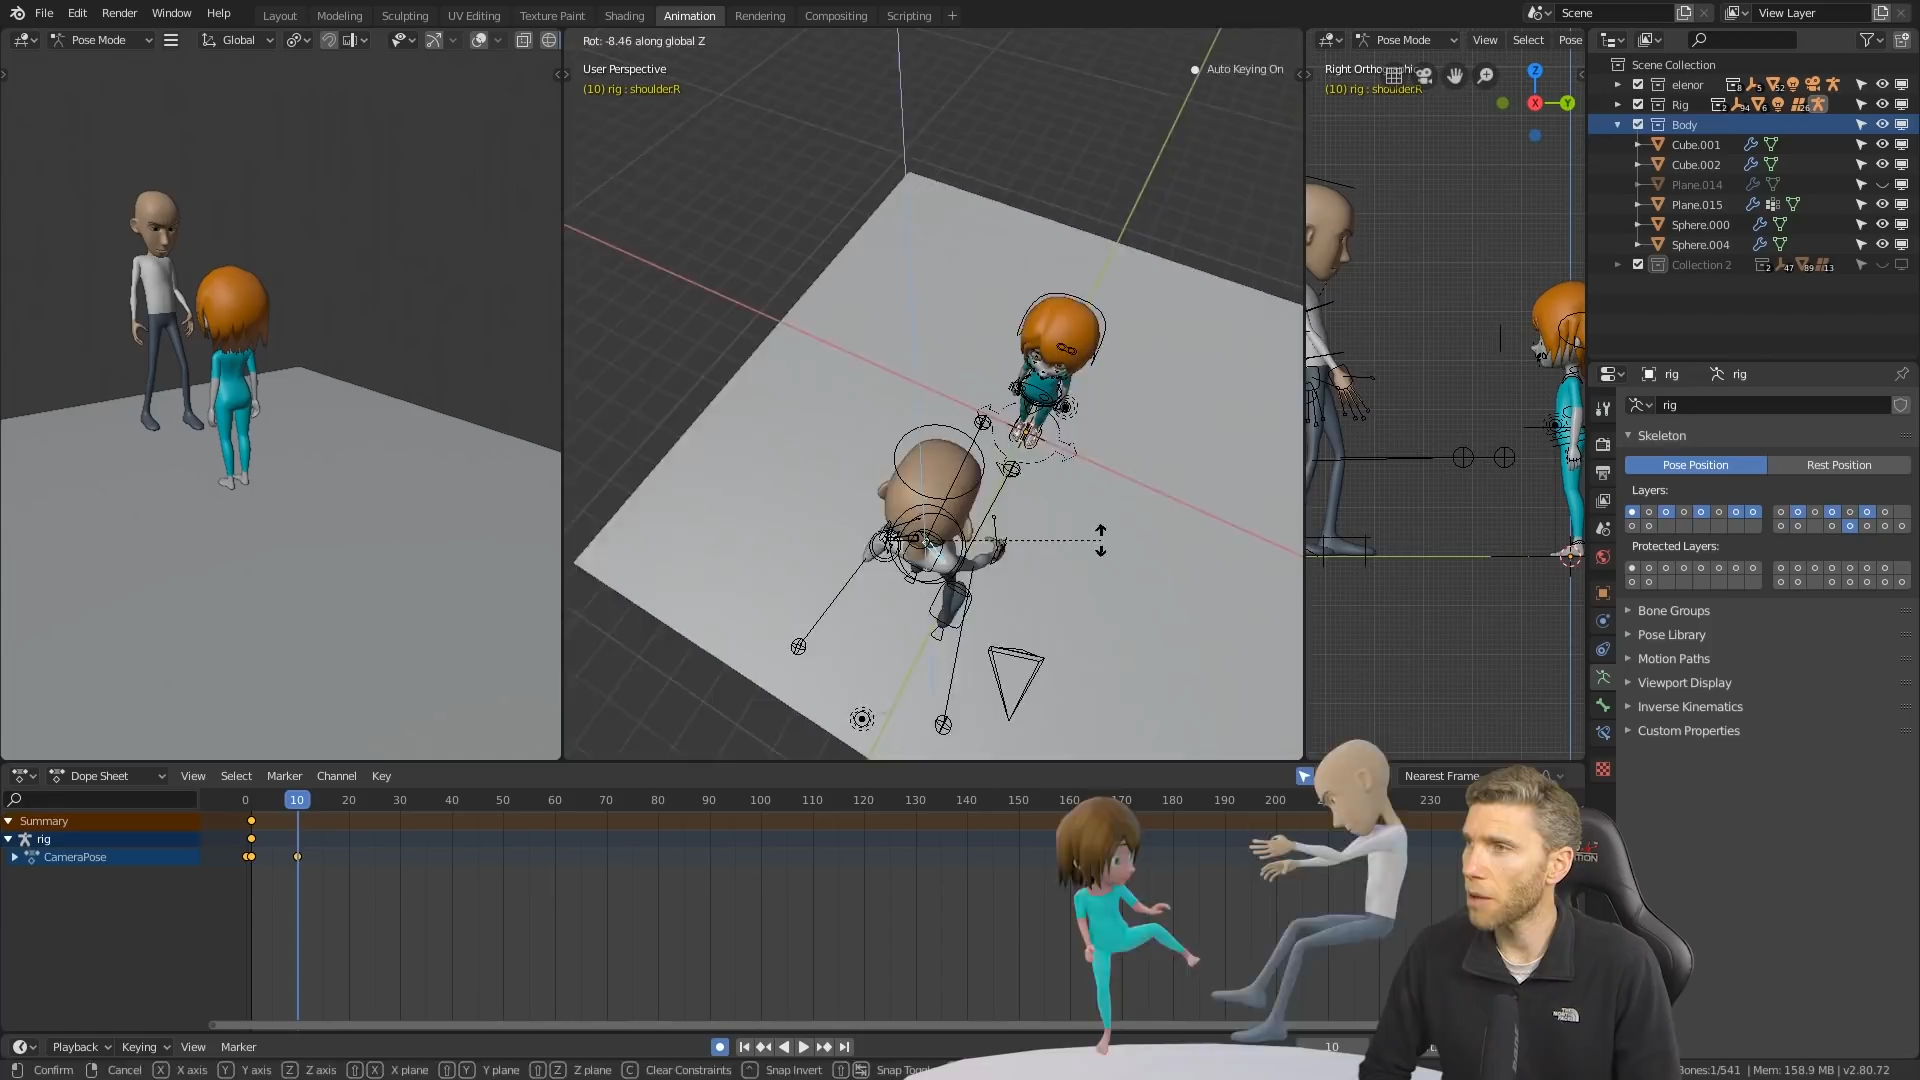 File Edit Render Window Help
Layout Modeling Sculpting UV Editing Texture Paint Shading Animation Rendering Compositing Scripting +
Scene View Layer
Pose Mode Global
Rot: -8.46 along global Z
User Perspective
(10) rig : shoulder.R
Auto Keying On
Pose Mode View Select Pose
Right Orthographic
(10) rig : shoulder.R
Z
X
Y
Scene Collection
elenor
Rig
Body
Cube.001
Cube.002
Plane.014
Plane.015
Sphere.000
Sphere.004
Collection 2
rig rig
rig
Skeleton
Pose Position Rest Position
Layers:
Protected Layers:
Bone Groups
Pose Library
Motion Paths
Viewport Display
Inverse Kinematics
Custom Properties
Dope Sheet View Select Marker Channel Key Nearest Frame
0 10 20 30 40 50 60 70 80 90 100 110 120 130 140 150 160 170 180 190 200 230
Summary
rig
CameraPose
THE NORTH FACE
Playback Keying View Marker
10
Confirm Cancel X X axis Y Y axis Z Z axis X X plane Y Y plane Z Z plane C Clear Constraints Snap Invert Snap
Bones:1/541 | Mem: 158.9 MB | v2.80.72